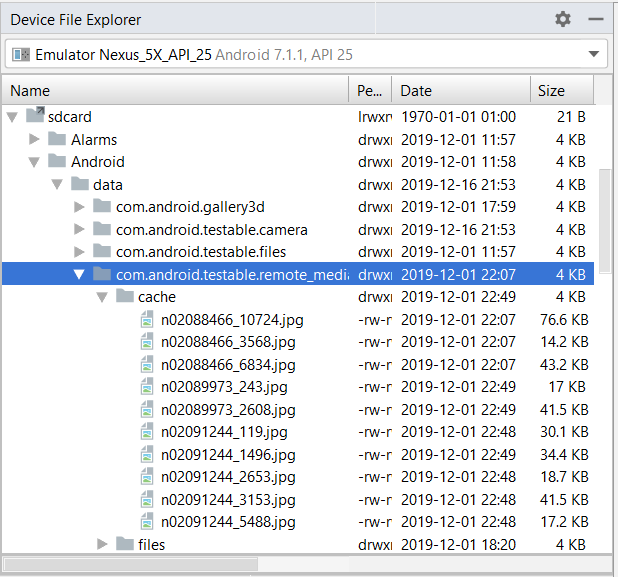 Device File Explorer
Emulator Nexus_5X_API_25 Android 7.1.1, API 25
Name Pe... Date Size
sdcard lrwxrv 1970-01-01 01:00 21 B
Alarms drwxı 2019-12-01 11:57 4 KB
Android drwxı 2019-12-01 11:58 4 KB
data drwxı 2019-12-16 21:53 4 KB
com.android.gallery3d drwxı 2019-12-01 17:59 4 KB
com.android.testable.camera drwxı 2019-12-16 21:53 4 KB
com.android.testable.files drwxı 2019-12-01 11:57 4 KB
com.android.testable.remote_media drwxı 2019-12-01 22:07 4 KB
cache drwxı 2019-12-01 22:49 4 KB
n02088466_10724.jpg -rw-r 2019-12-01 22:07 76.6 KB
n02088466_3568.jpg -rw-r 2019-12-01 22:07 14.2 KB
n02088466_6834.jpg -rw-r 2019-12-01 22:07 43.2 KB
n02089973_243.jpg -rw-r 2019-12-01 22:49 17 KB
n02089973_2608.jpg -rw-r 2019-12-01 22:49 41.5 KB
n02091244_119.jpg -rw-r 2019-12-01 22:48 30.1 KB
n02091244_1496.jpg -rw-r 2019-12-01 22:49 34.4 KB
n02091244_2653.jpg -rw-r 2019-12-01 22:48 18.7 KB
n02091244_3153.jpg -rw-r 2019-12-01 22:48 41.5 KB
n02091244_5488.jpg -rw-r 2019-12-01 22:48 17.2 KB
files drwxı 2019-12-01 18:20 4 KB